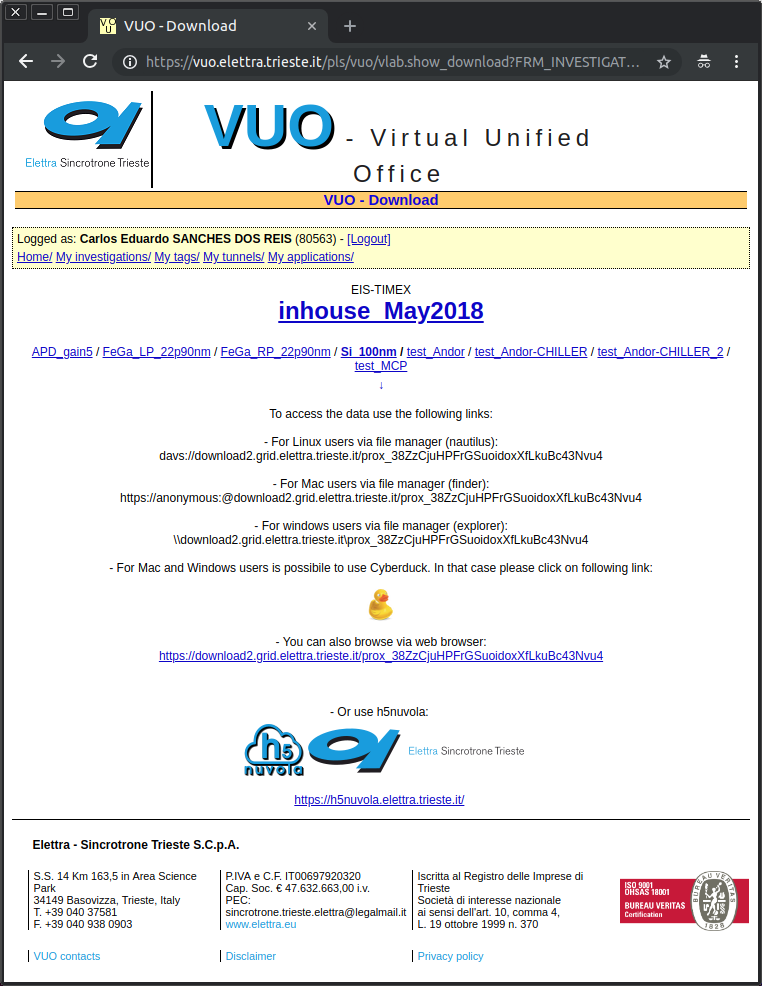 VUO - Download
https://vuo.elettra.trieste.it/pls/vuo/vlab.show_download?FRM_INVESTIGAT...
VUO - Virtual Unified
Office
Elettra Sincrotrone Trieste
VUO - Download
Logged as: Carlos Eduardo SANCHES DOS REIS (80563) - [Logout]
Home/ My investigations/ My tags/ My tunnels/ My applications/
EIS-TIMEX
inhouse_May2018
APD_gain5 / FeGa_LP_22p90nm / FeGa_RP_22p90nm / Si_100nm / test_Andor / test_Andor-CHILLER / test_Andor-CHILLER_2 /
test_MCP
↓
To access the data use the following links:
- For Linux users via file manager (nautilus):
davs://download2.grid.elettra.trieste.it/prox_38ZzCjuHPFrGSuoidoxXfLkuBc43Nvu4
- For Mac users via file manager (finder):
https://anonymous:@download2.grid.elettra.trieste.it/prox_38ZzCjuHPFrGSuoidoxXfLkuBc43Nvu4
- For windows users via file manager (explorer):
\\download2.grid.elettra.trieste.it\prox_38ZzCjuHPFrGSuoidoxXfLkuBc43Nvu4
- For Mac and Windows users is possibile to use Cyberduck. In that case please click on following link:
- You can also browse via web browser:
https://download2.grid.elettra.trieste.it/prox_38ZzCjuHPFrGSuoidoxXfLkuBc43Nvu4
- Or use h5nuvola:
h5
nuvola
Elettra Sincrotrone Trieste
https://h5nuvola.elettra.trieste.it/
Elettra - Sincrotrone Trieste S.C.p.A.
S.S. 14 Km 163,5 in Area Science
Park
34149 Basovizza, Trieste, Italy
T. +39 040 37581
F. +39 040 938 0903
P.IVA e C.F. IT00697920320
Cap. Soc. € 47.632.663,00 i.v.
PEC:
sincrotrone.trieste.elettra@legalmail.it
www.elettra.eu
Iscritta al Registro delle Imprese di
Trieste
Società di interesse nazionale
ai sensi dell'art. 10, comma 4,
L. 19 ottobre 1999 n. 370
ISO 9001
OHSAS 18001
BUREAU VERITAS
Certification
BUREAU VERITAS
1828
VUO contacts
Disclaimer
Privacy policy